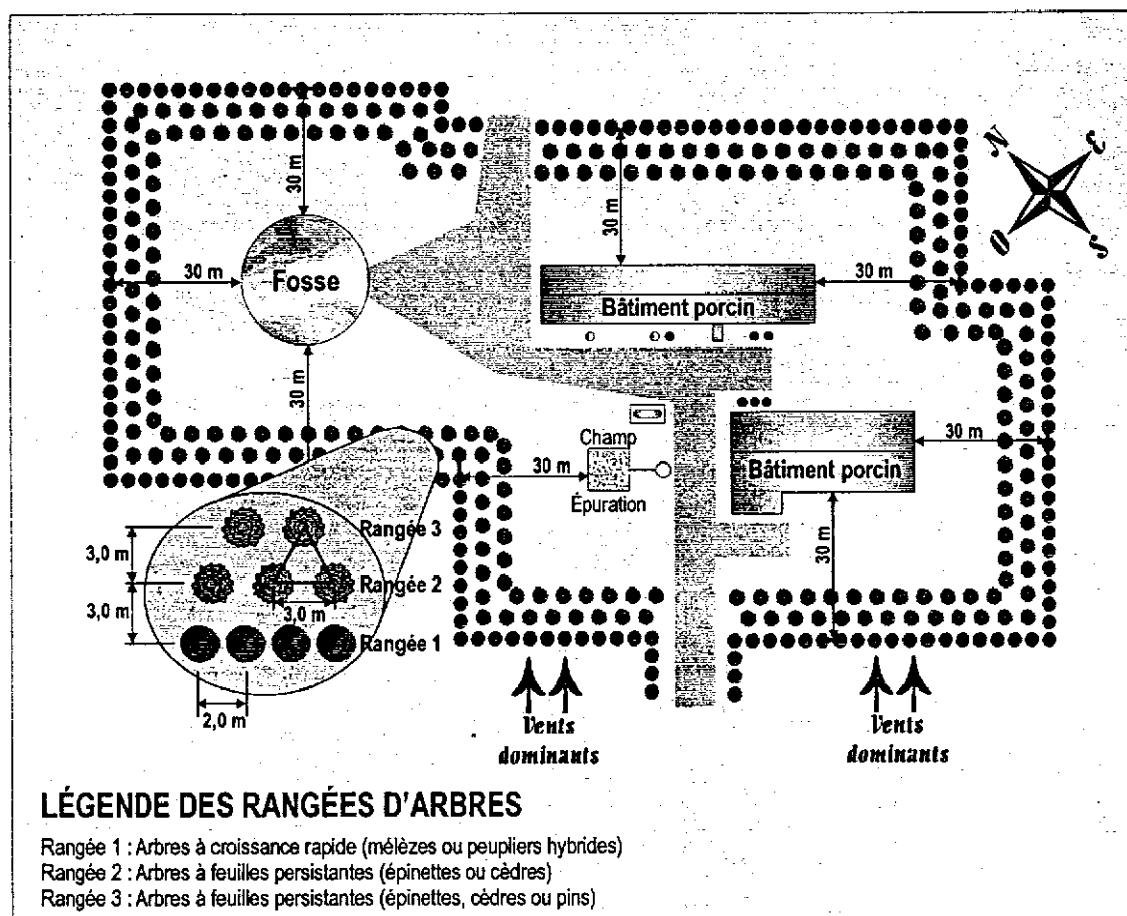 N
E
O
S
30 m
30 m
30 m
30 m
Fosse
30 m
Bâtiment porcin
30 m
Champ
30 m
Épuration
Bâtiment porcin
30 m
30 m
Rangée 3
3,0 m
Rangée 2
3,0 m
3,0 m
Rangée 1
2,0 m
Vents
dominants
Vents
dominants
LÉGENDE DES RANGÉES D'ARBRES
Rangée 1 : Arbres à croissance rapide (mélèzes ou peupliers hybrides)
Rangée 2 : Arbres à feuilles persistantes (épinettes ou cèdres)
Rangée 3 : Arbres à feuilles persistantes (épinettes, cèdres ou pins)